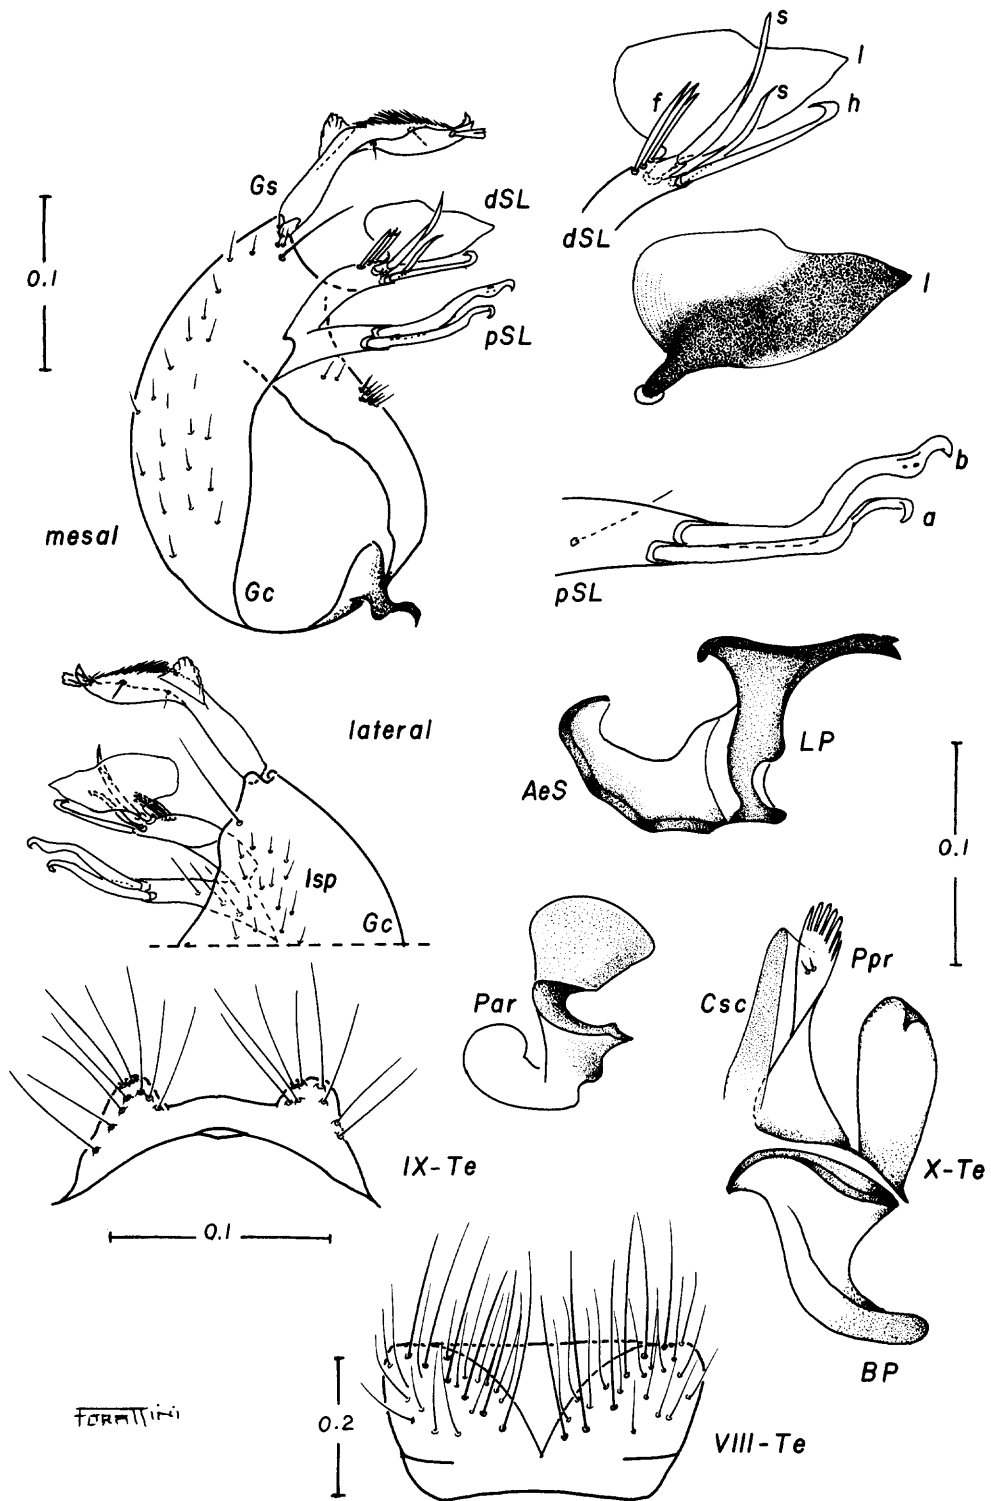 s
l
s
f
h
dSL
Gs
dSL
0.1
l
pSL
b
a
mesal
Gc
pSL
lateral
LP
AeS
0.1
lsp
Gc
Ppr
Par
Csc
IX-Te
X-Te
0.1
BP
0.2
FORATTINI
VIII-Te